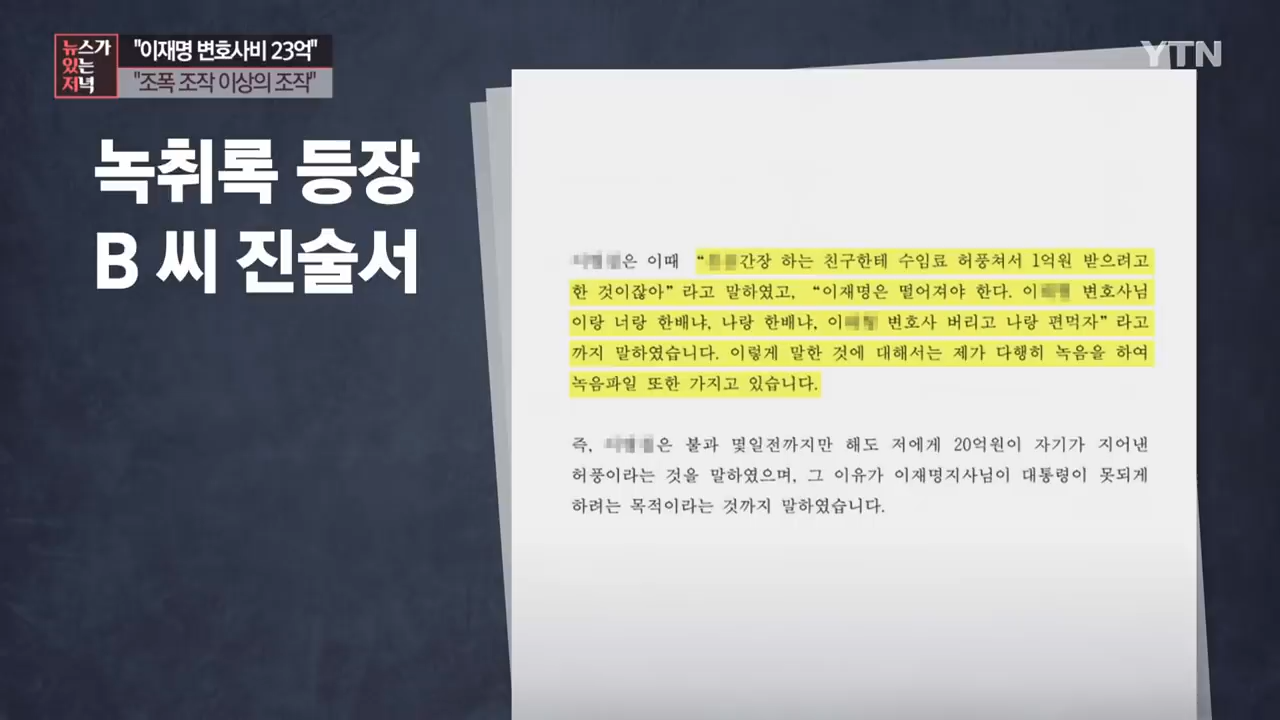 뉴스가
있는
저녁
"이재명 변호사비 23억"
"조폭 조작 이상의 조작"
YTN
녹취록 등장
B 씨 진술서
은 이때 “간장 하는 친구한테 수임료 허풍쳐서 1억원 받으려고
한 것이잖아” 라고 말하였고, “이재명은 떨어져야 한다. 이 변호사님
이랑 너랑 한배냐, 나랑 한배냐, 이 변호사 버리고 나랑 편먹자” 라고
까지 말하였습니다. 이렇게 말한 것에 대해서는 제가 다행히 녹음을 하여
녹음파일 또한 가지고 있습니다.
즉, 은 불과 몇일전까지만 해도 저에게 20억원이 자기가 지어낸
허풍이라는 것을 말하였으며, 그 이유가 이재명지사님이 대통령이 못되게
하려는 목적이라는 것까지 말하였습니다.